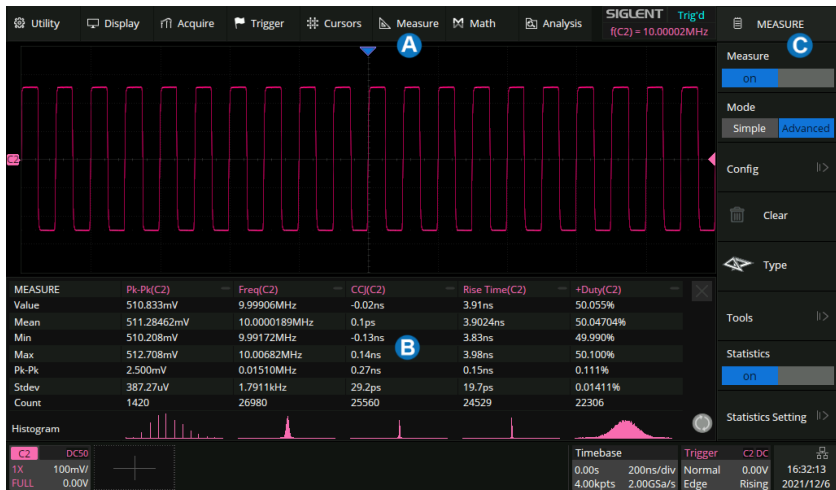 Utility Display Acquire Trigger Cursors Measure Math Analysis SIGLENT Trig'd MEASURE
f(C2) = 10.00002MHz
A
C
Measure
on
Mode
Simple Advanced
C2
Config
Clear
Type
Tools
Statistics
on
Statistics Setting
MEASURE Pk-Pk(C2) Freq(C2) CCJ(C2) Rise Time(C2) +Duty(C2)
Value 510.833mV 9.99906MHz -0.02ns 3.91ns 50.055%
Mean 511.28462mV 10.0000189MHz 0.1ps 3.9024ns 50.04704%
Min 510.208mV 9.99172MHz -0.13ns 3.83ns 49.990%
B
Max 512.708mV 10.00682MHz 0.14ns 3.98ns 50.100%
Pk-Pk 2.500mV 0.01510MHz 0.27ns 0.15ns 0.111%
Stdev 387.27uV 1.7911kHz 29.2ps 19.7ps 0.01411%
Count 1420 26980 25560 24529 22306
Histogram
C2 DC50 Timebase Trigger C2 DC
1X 100mV/ 0.00s 200ns/div Normal 0.00V 16:32:13
FULL 0.00V 4.00kpts 2.00GSa/s Edge Rising 2021/12/6